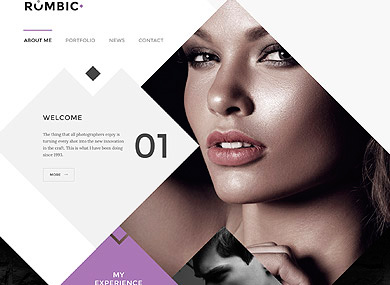 RŌMBIC+
ABOUT ME PORTFOLIO NEWS CONTACT
WELCOME
The thing that all photographers enjoy is
turning every shot into the new innovation
in the craft. This is what I have been doing
since 1993.
MORE →
01
MY
EXPERIENCE